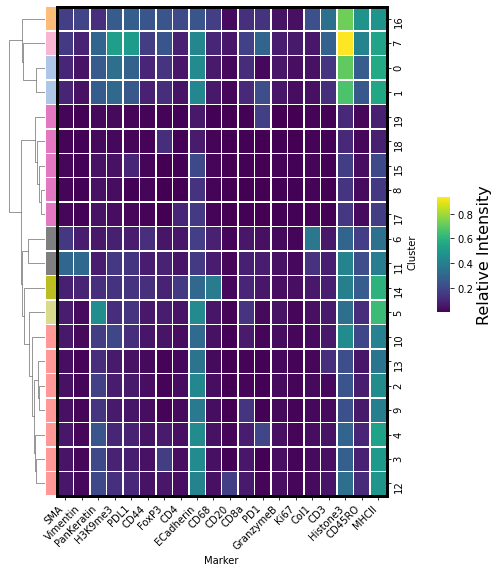 16
7
0
1
19
18
15
8
17
6
11
14
5
10
13
2
9
4
3
12
Cluster
0.8
0.6
0.4
0.2
Relative Intensity
SMA
Vimentin
PanKeratin
H3K9me3
PDL1
CD44
FoxP3
CD4
ECadherin
CD68
CD20
CD8a
PD1
GranzymeB
Ki67
Col1
CD3
Histone3
CD45RO
MHCII
Marker